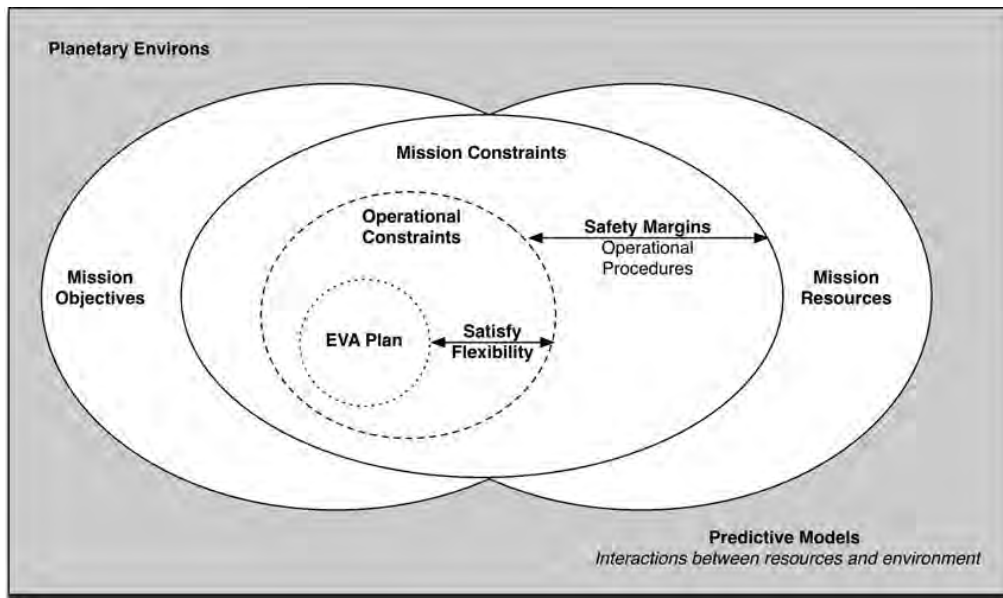 Planetary Environs
Mission Constraints
Operational
Constraints
Safety Margins
Operational
Procedures
Mission
Objectives
Mission
Resources
EVA Plan
Satisfy
Flexibility
Predictive Models
Interactions between resources and environment